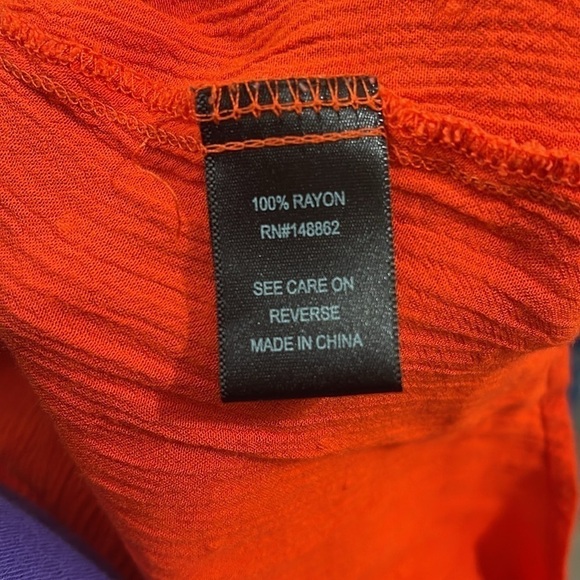 100% RAYON
RN#148862
SEE CARE ON
REVERSE
MADE IN CHINA